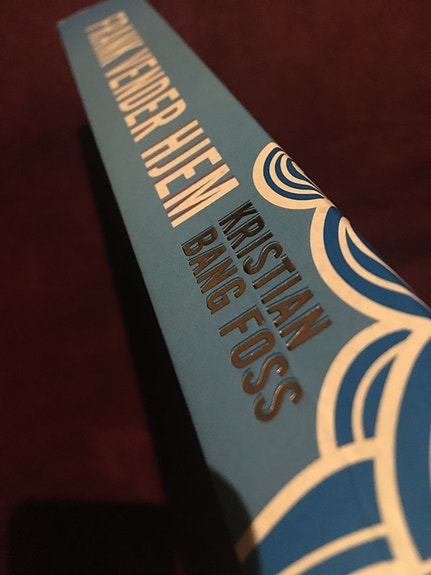 FRANK VENDER HJEM
KRISTIAN
BANG FOSS